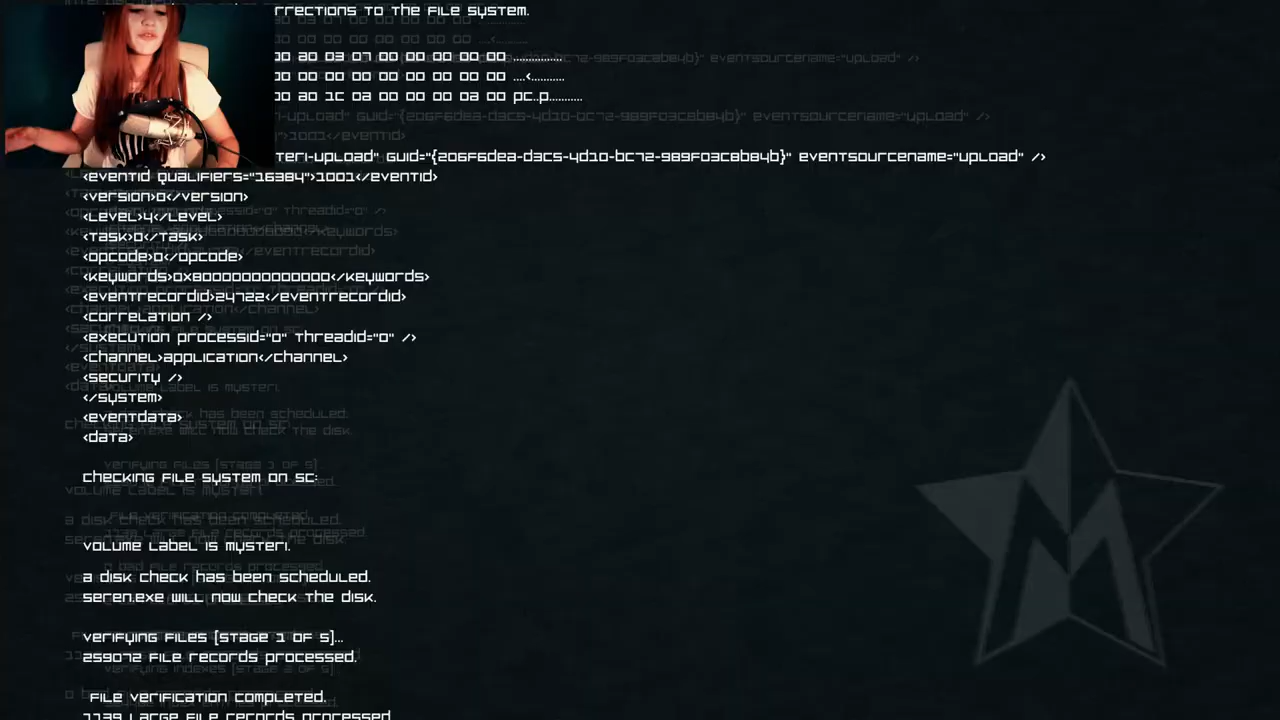 rrections to the file system.
00 a0 03 07 00 00 00 00 00 ..............
00 00 00 00 00 00 00 00 00 ....<..........
00 a0 1c 0a 00 00 00 0a 00 pc..p..........
teri-upload" guid="{206f6dea-d3c5-4d10-bc72-989f03c8b84b}" eventsourcename="upload" />
<eventid qualifiers="16384">1001</eventid>
<version>0</version>
<level>4</level>
<task>0</task>
<opcode>0</opcode>
<keywords>0x80000000000000</keywords>
<eventrecordid>24722</eventrecordid>
<correlation />
<execution processid="0" threadid="0" />
<channel>application</channel>
<security />
</system>
<eventdata>
<data>
checking file system on sc:
volume label is mysteri.
a disk check has been scheduled.
seren.exe will now check the disk.
verifying files [stage 1 of 5]...
259072 file records processed.
file verification completed.
1139 large file records processed
M